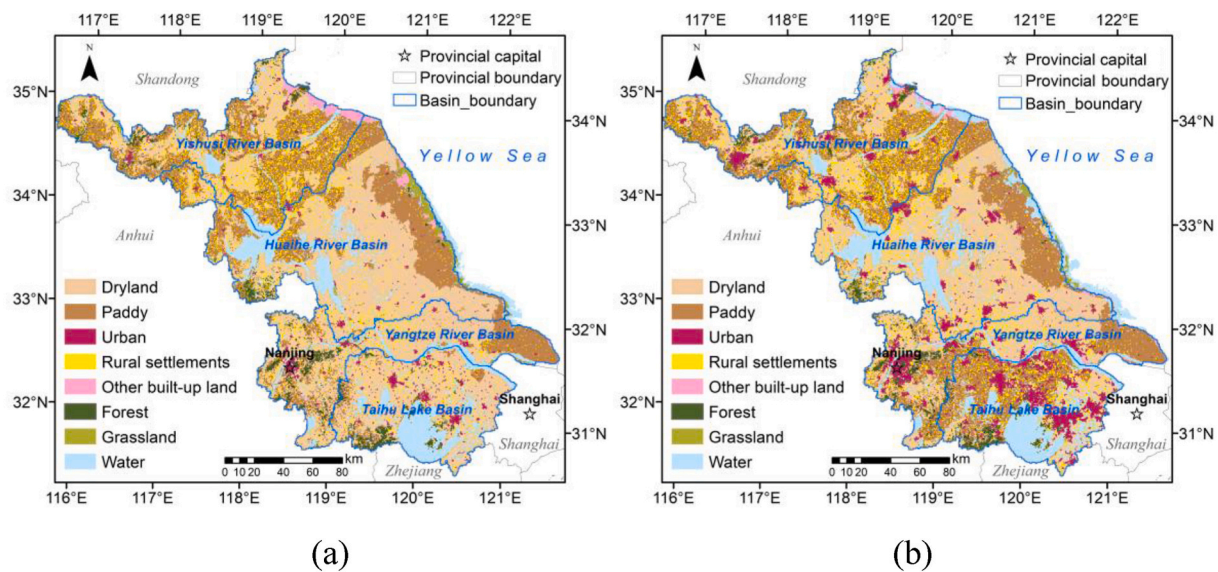 117°E 118°E 119°E 120°E 121°E 122°E
N
Shandong
Provincial capital
Provincial boundary
Basin_boundary
35°N
34°N
33°N
32°N
34°N
33°N
32°N
31°N
Yishusi River Basin
Yellow Sea
Anhui
Huaihe River Basin
Dryland
Paddy
Urban
Rural settlements
Other built-up land
Forest
Grassland
Water
Yangtze River Basin
Nanjing
Shanghai
Taihu Lake Basin
Shanghai
Zhejiang
0 10 20 40 60 80 km
116°E 117°E 118°E 119°E 120°E 121°E
(a)
117°E 118°E 119°E 120°E 121°E 122°E
N
Shandong
Provincial capital
Provincial boundary
Basin_boundary
35°N
34°N
33°N
32°N
34°N
33°N
32°N
31°N
Yishusi River Basin
Yellow Sea
Anhui
Huaihe River Basin
Dryland
Paddy
Urban
Rural settlements
Other built-up land
Forest
Grassland
Water
Yangtze River Basin
Nanjing
Shanghai
Taihu Lake Basin
Shanghai
Zhejiang
0 10 20 40 60 80 km
116°E 117°E 118°E 119°E 120°E 121°E
(b)